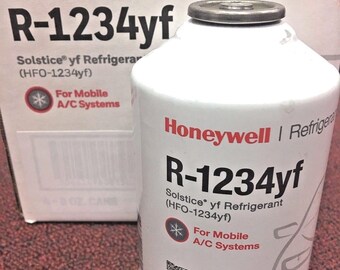 R-1234yf
Solstice® yf Refrigerant
(HFO-1234yf)
For Mobile
A/C Systems
Honeywell | Refrigerant
R-1234yf
Solstice® yf Refrigerant
(HFO-1234yf)
For Mobile
A/C Systems